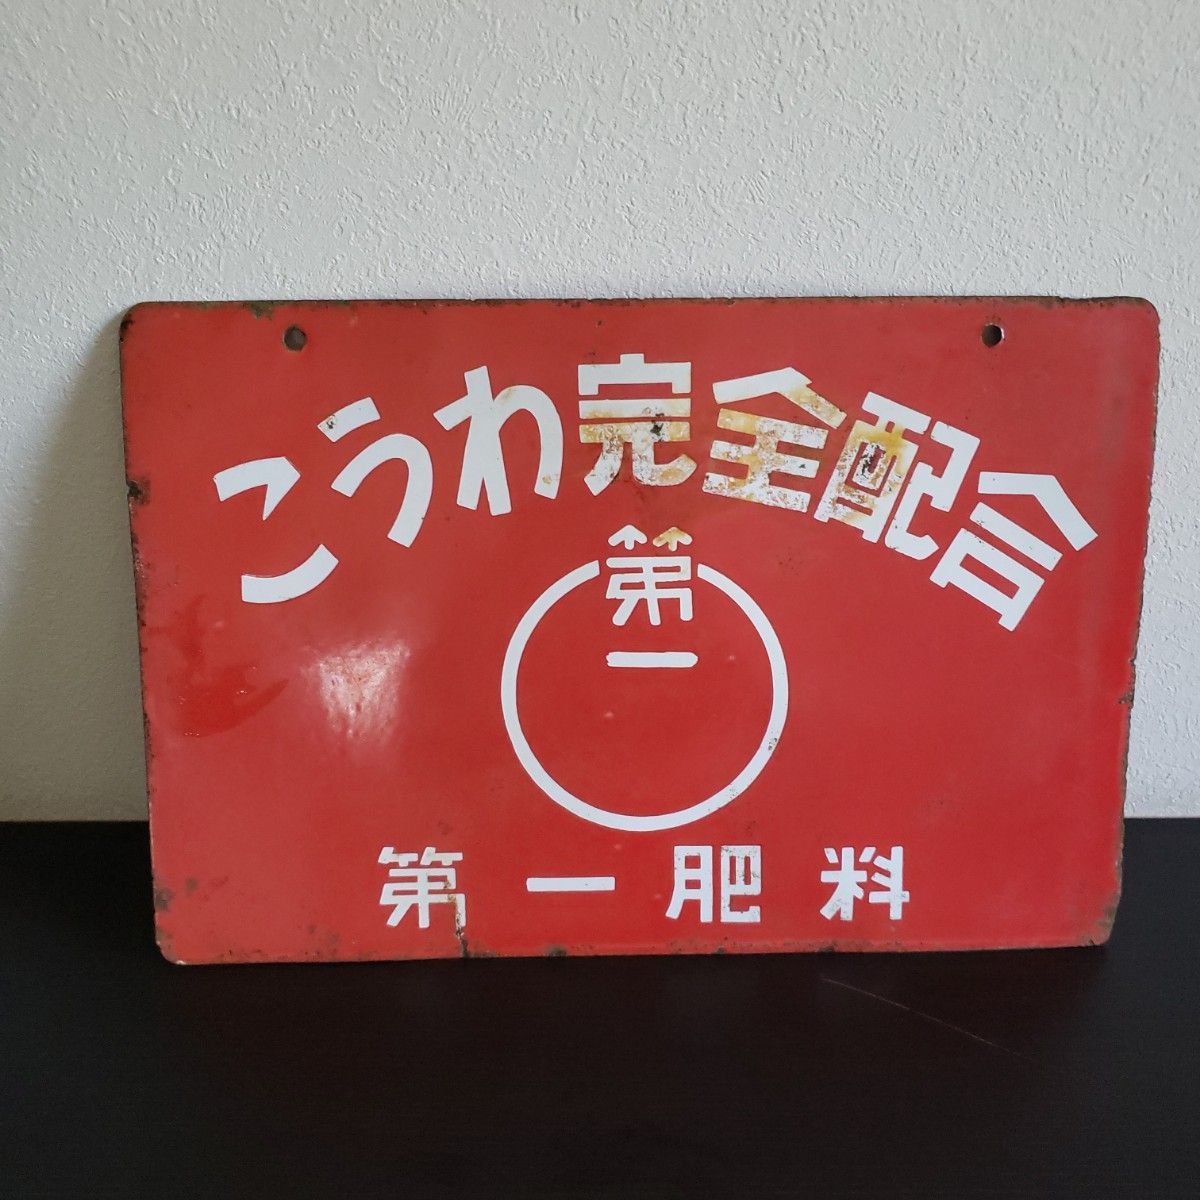 こうわ完全配合
第
一
第一肥料